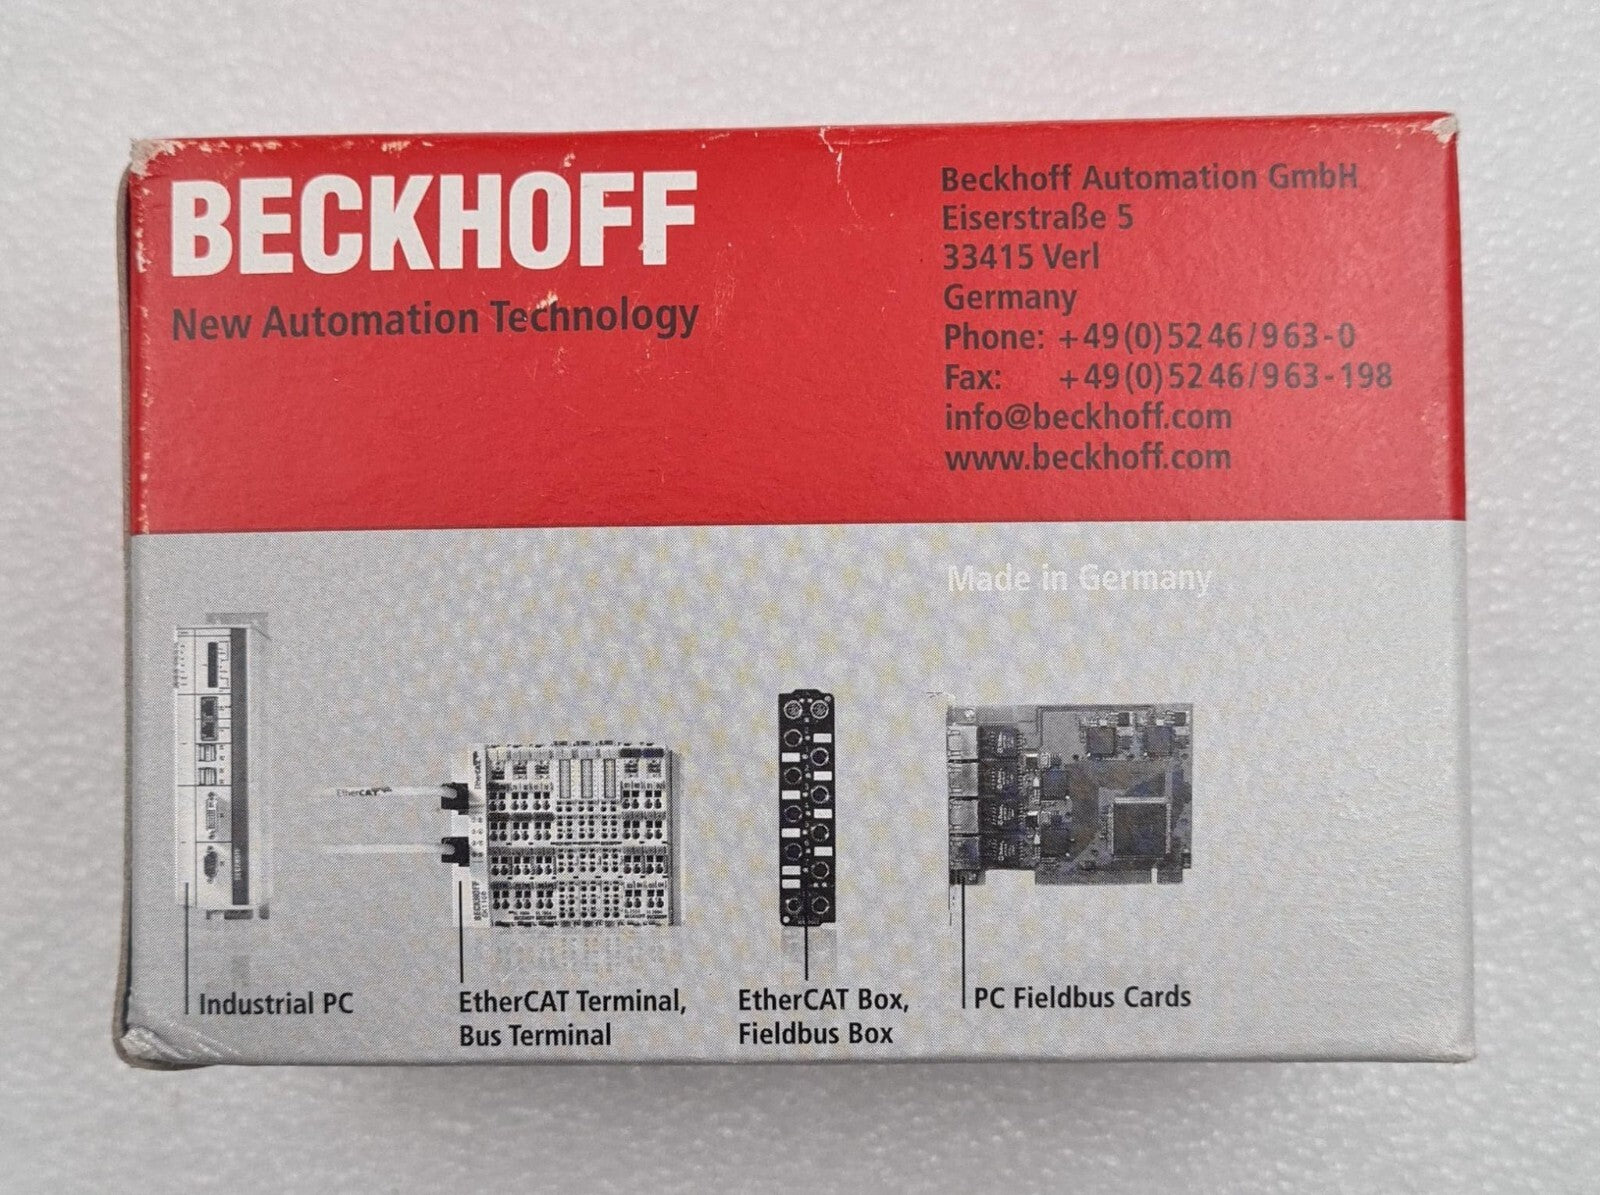 BECKHOFF
New Automation Technology
Beckhoff Automation GmbH
Eiserstraße 5
33415 Verl
Germany
Phone: +49(0)5246/963-0
Fax: +49(0)5246/963-198
info@beckhoff.com
www.beckhoff.com
Made in Germany
EtherCAT
BECKHOFF
Industrial PC
EtherCAT Terminal,
Bus Terminal
EtherCAT Box,
Fieldbus Box
PC Fieldbus Cards